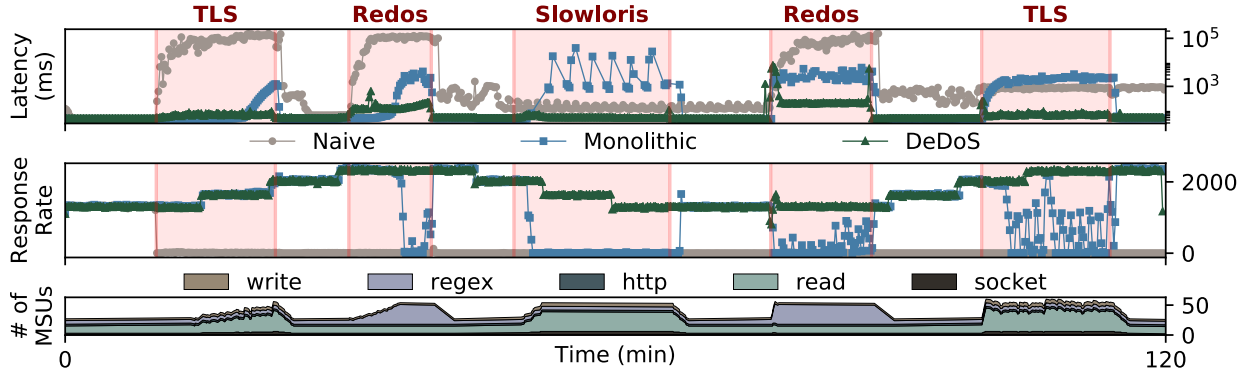 TLS Redos Slowloris Redos TLS
Latency
(ms)
10^5
10^3
Naive Monolithic DeDoS
Response
Rate
2000
0
write regex http read socket
# of
MSUs
50
0
0 Time (min) 120